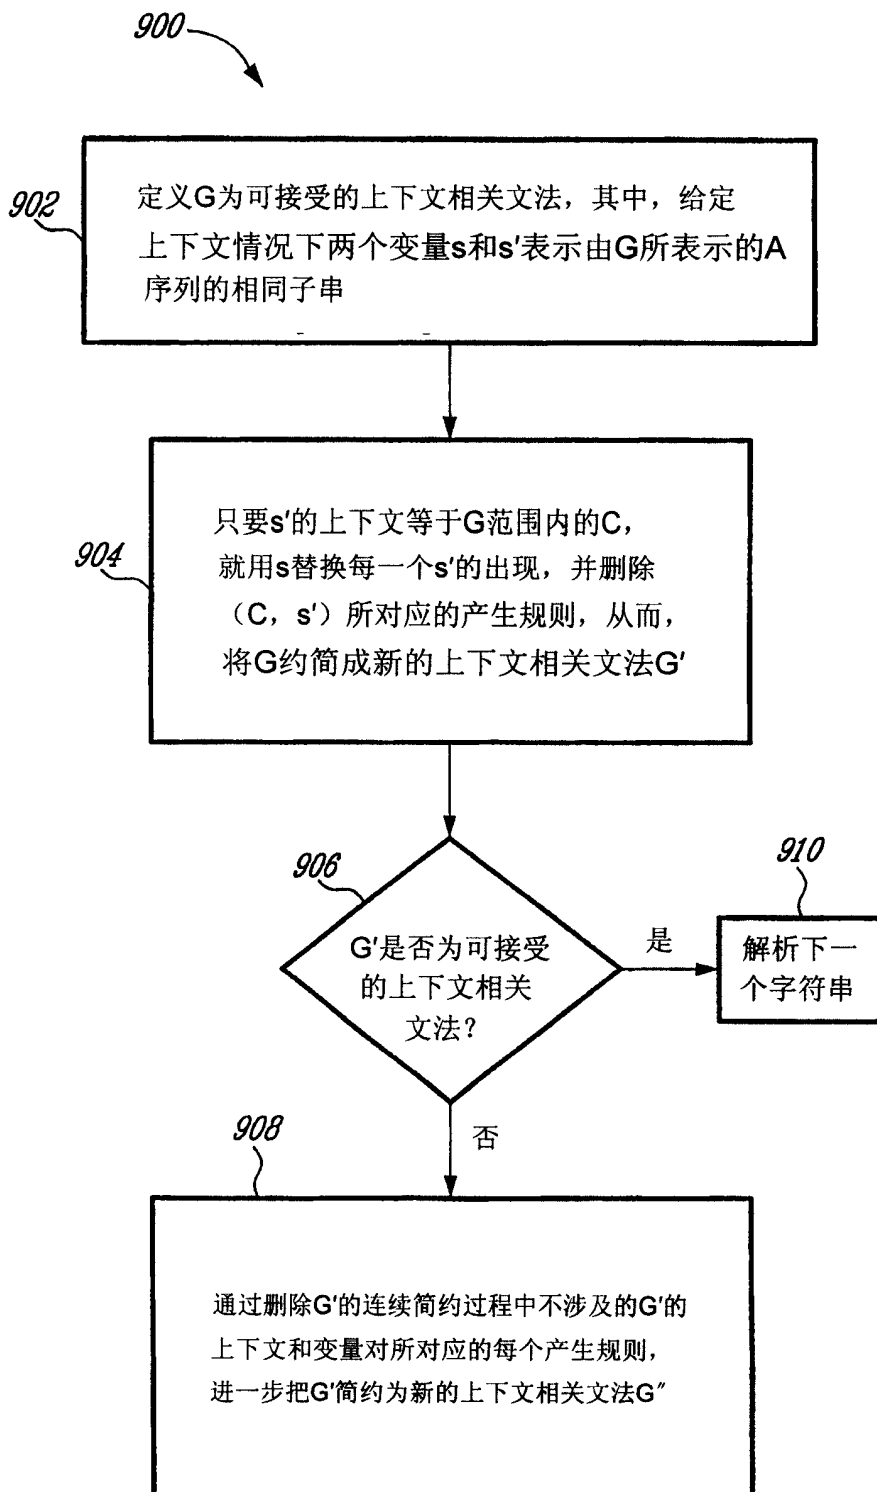 900
902
定义G为可接受的上下文相关文法，其中，给定
上下文情况下两个变量s和s′表示由G所表示的A
序列的相同子串
904
只要s′的上下文等于G范围内的C，
就用s替换每一个s′的出现，并删除
（C，s′）所对应的产生规则，从而，
将G约简成新的上下文相关文法G′
906
G′是否为可接受
的上下文相关
文法？
是
910
解析下一
个字符串
否
908
通过删除G′的连续简约过程中不涉及的G′的
上下文和变量对所对应的每个产生规则，
进一步把G′简约为新的上下文相关文法G″